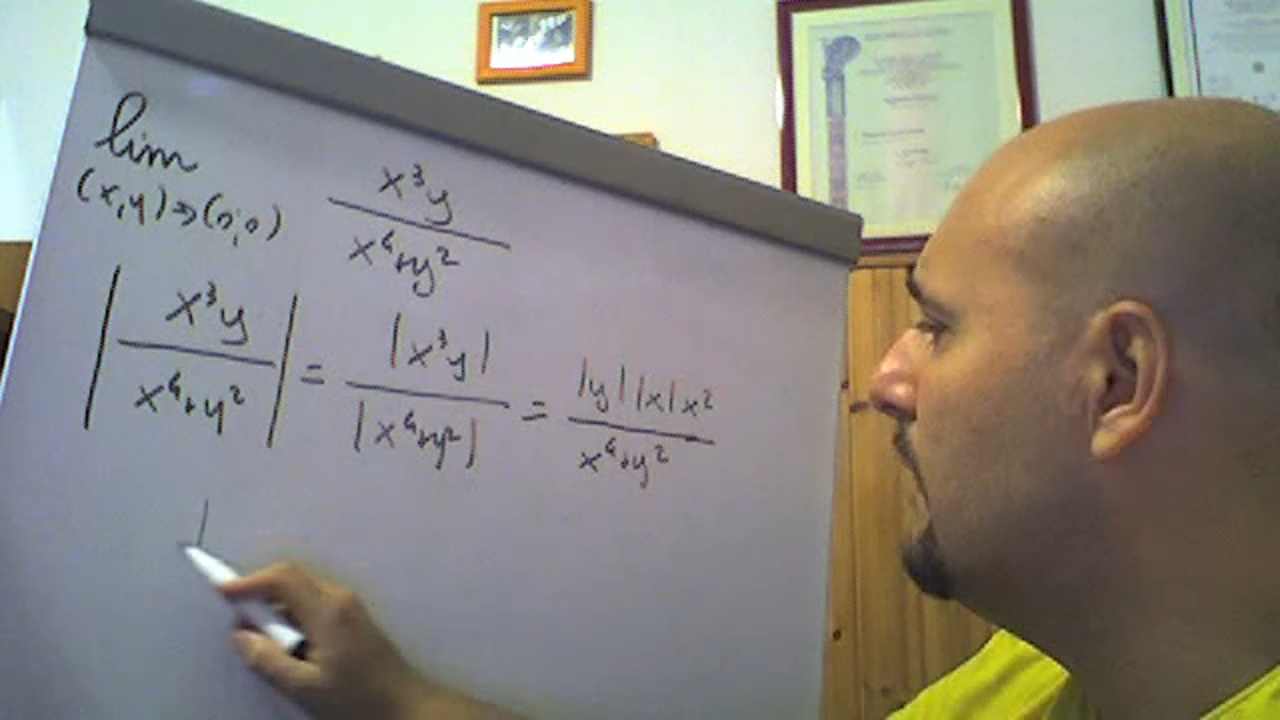 lim x³y / x⁴+y²
(x,y)→(0,0)
| x³y / x⁴+y² | = |x³y| / |x⁴+y²| = |y||x|x² / x⁴+y²